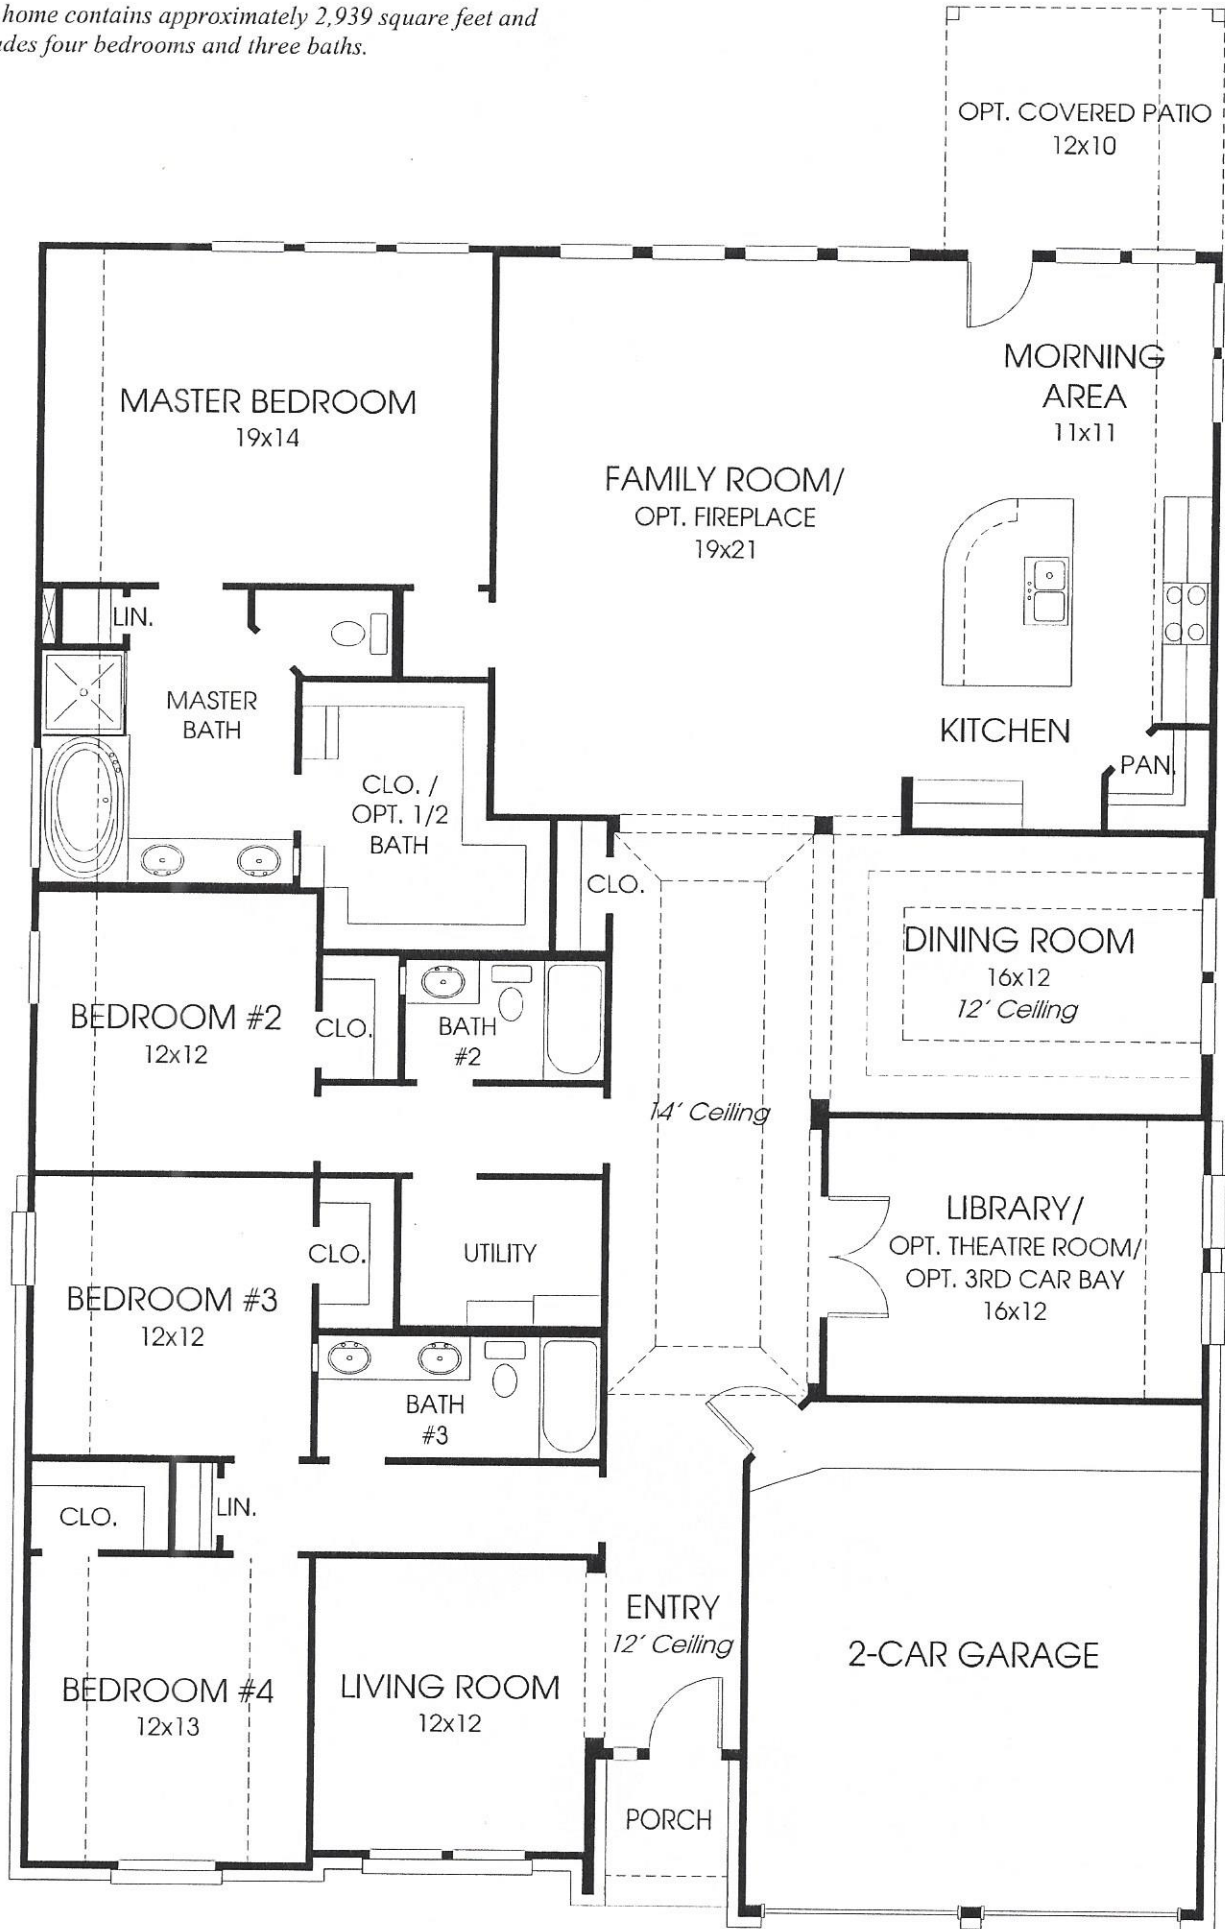 home contains approximately 2,939 square feet and
des four bedrooms and three baths.
OPT. COVERED PATIO
12x10
MASTER BEDROOM
19x14
MORNING
AREA
11x11
FAMILY ROOM/
OPT. FIREPLACE
19x21
LIN.
MASTER
BATH
KITCHEN
PAN.
CLO. /
OPT. 1/2
BATH
CLO.
DINING ROOM
16x12
12' Ceiling
BEDROOM #2
12x12
CLO.
BATH
#2
14' Ceiling
LIBRARY/
OPT. THEATRE ROOM/
OPT. 3RD CAR BAY
16x12
CLO.
UTILITY
BEDROOM #3
12x12
BATH
#3
CLO.
LIN.
ENTRY
12' Ceiling
2-CAR GARAGE
BEDROOM #4
12x13
LIVING ROOM
12x12
PORCH